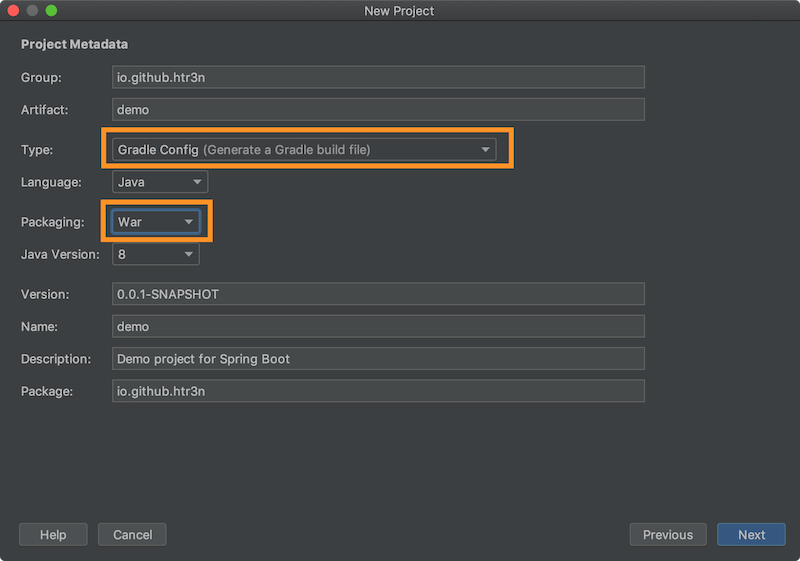 New Project
Project Metadata
Group: io.github.htr3n
Artifact: demo
Type: Gradle Config (Generate a Gradle build file)
Language: Java
Packaging: War
Java Version: 8
Version: 0.0.1-SNAPSHOT
Name: demo
Description: Demo project for Spring Boot
Package: io.github.htr3n
Help Cancel Previous Next